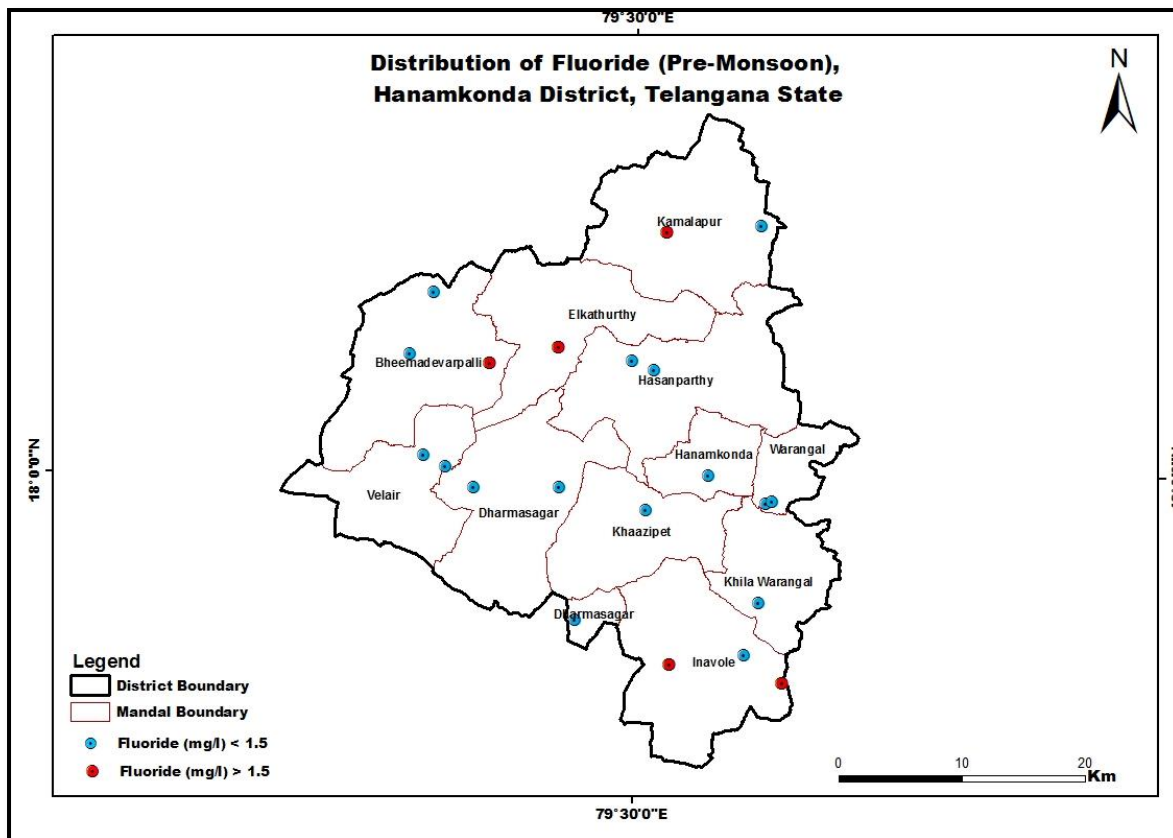 79°30'0"E
Distribution of Fluoride (Pre-Monsoon),
Hanamkonda District, Telangana State
N
Kamalapur
Elkathurthy
Bheemadevarpalli
Hasanparthy
Hanamkonda
Warangal
18°0'0"N
Velair
Dharmasagar
Khaazipet
Khila Warangal
Dharmasagar
Inavole
Legend
District Boundary
Mandal Boundary
Fluoride (mg/l) < 1.5
Fluoride (mg/l) > 1.5
0 10 20
Km
79°30'0"E